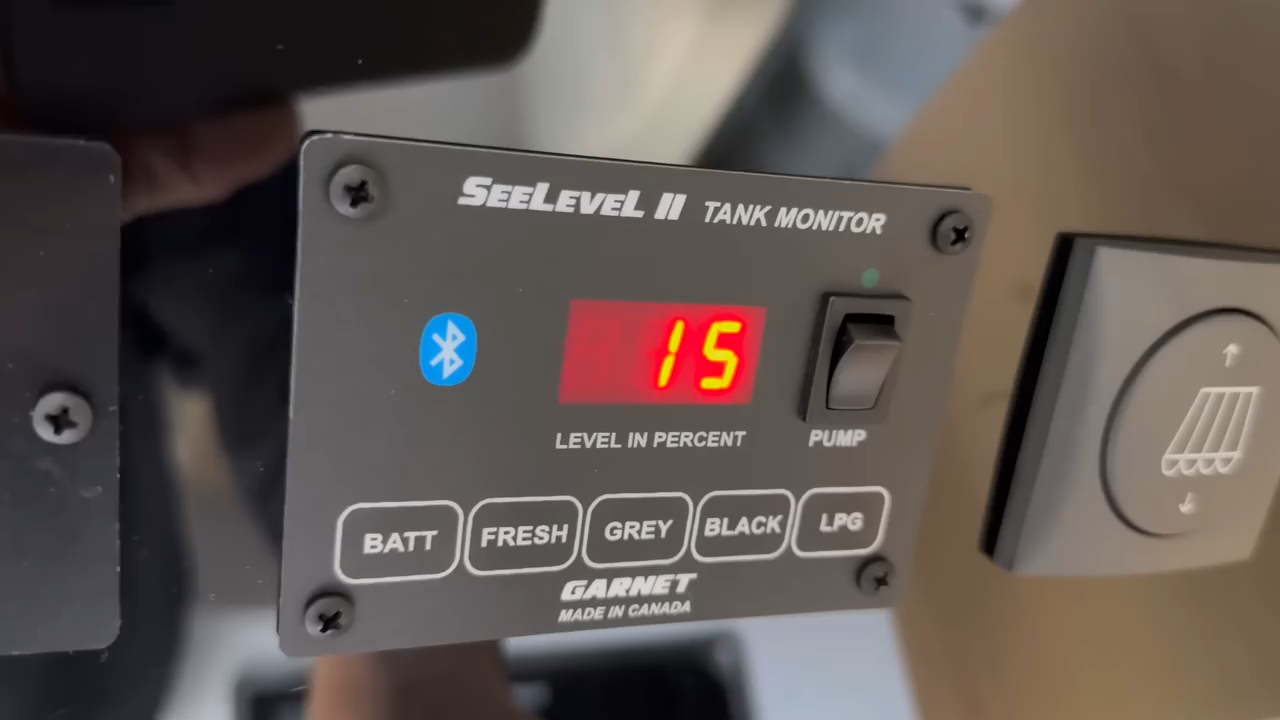 SEELEVEL II TANK MONITOR
15
LEVEL IN PERCENT
PUMP
BATT FRESH GREY BLACK LPG
GARNET
MADE IN CANADA